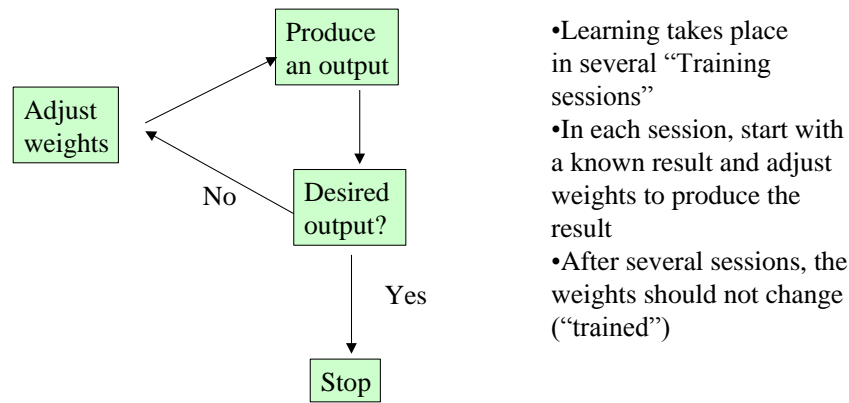 Produce
an output
Adjust
weights
No
Desired
output?
Yes
Stop
•Learning takes place
in several “Training
sessions”
•In each session, start with
a known result and adjust
weights to produce the
result
•After several sessions, the
weights should not change
(“trained”)